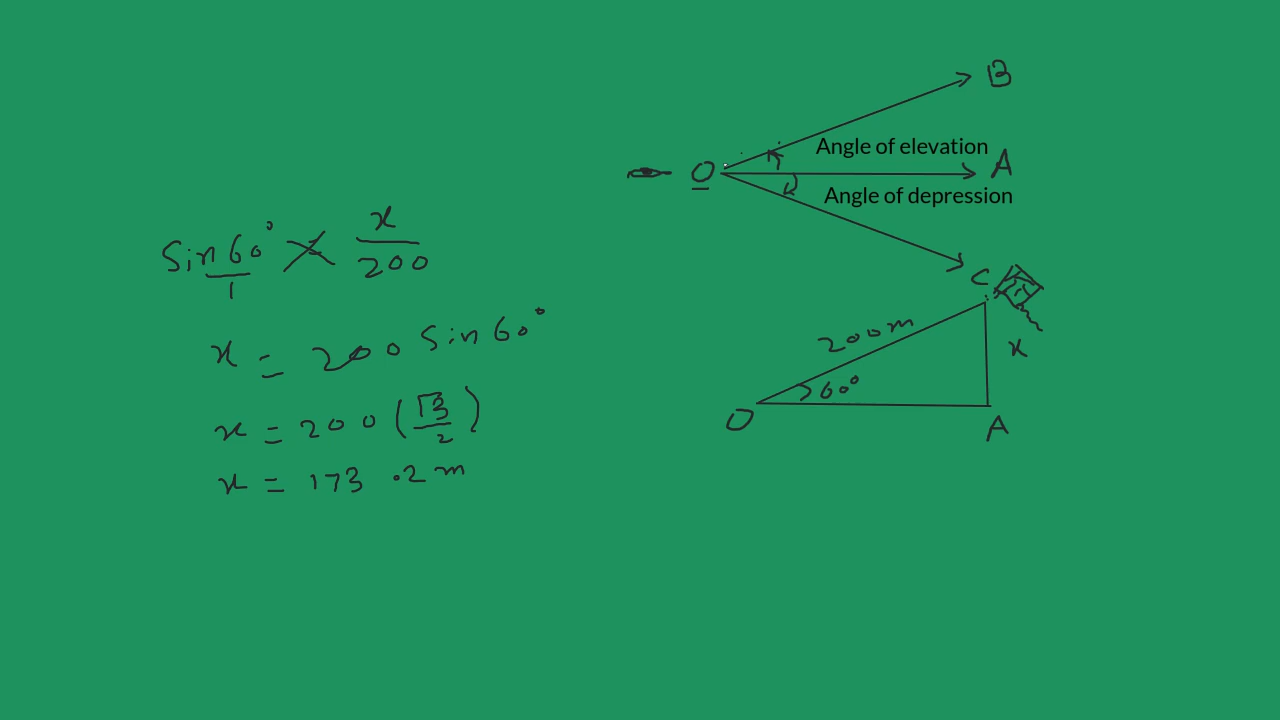 B
Angle of elevation
O
A
Angle of depression
C
sin 60° x
1 200
x = 200 sin 60°
x = 200 (√3/2)
x = 173.2 m
200 m
x
60°
O
A